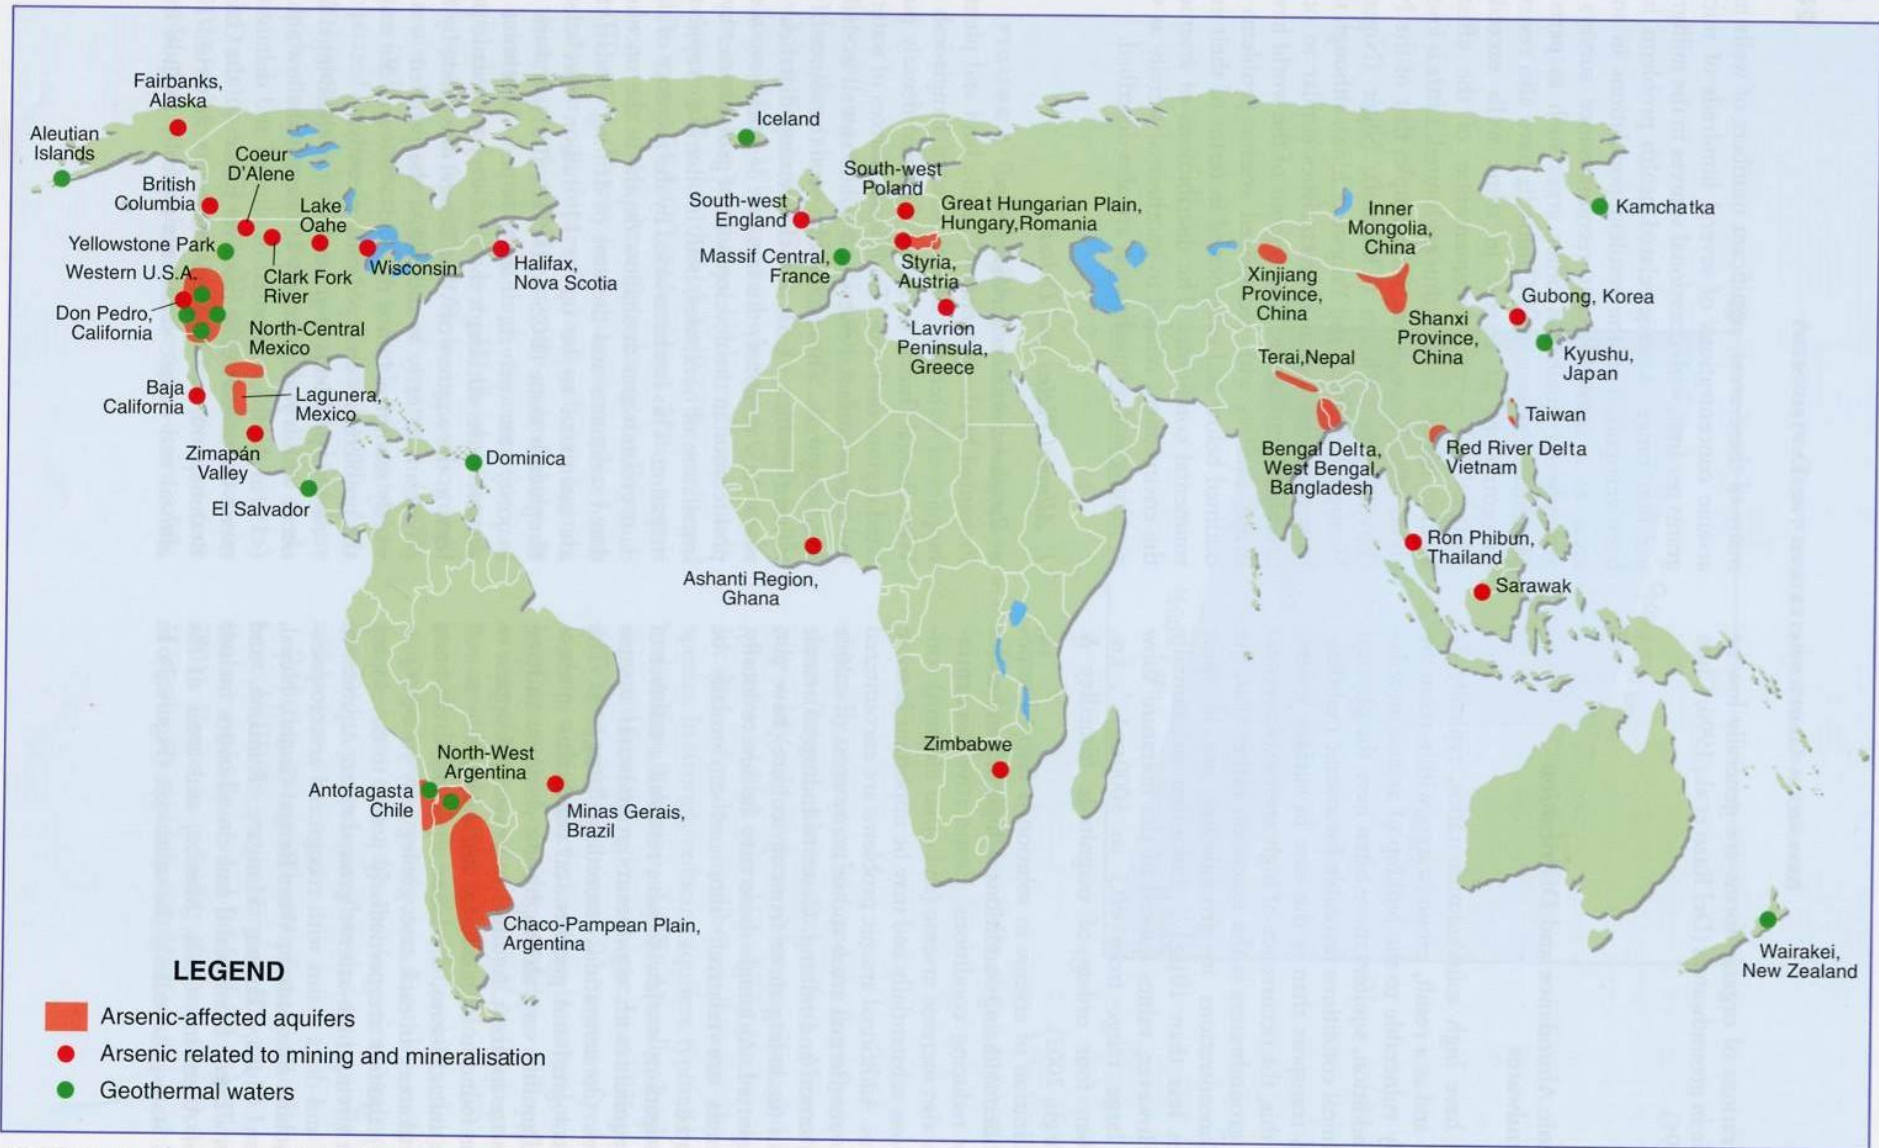 Fairbanks,
Alaska
Aleutian
Islands
Coeur
D'Alene
British
Columbia
Lake
Oahe
Yellowstone Park
Western U.S.A.
Clark Fork
River
Wisconsin
Halifax,
Nova Scotia
Don Pedro,
California
North-Central
Mexico
Baja
California
Lagunera,
Mexico
Zimapán
Valley
Dominica
El Salvador
Iceland
South-west
Poland
South-west
England
Great Hungarian Plain,
Hungary,Romania
Massif Central,
France
Styria,
Austria
Lavrion
Peninsula,
Greece
Inner
Mongolia,
China
Kamchatka
Xinjiang
Province,
China
Shanxi
Province,
China
Gubong, Korea
Kyushu,
Japan
Terai,Nepal
Taiwan
Bengal Delta,
West Bengal,
Bangladesh
Red River Delta
Vietnam
Ron Phibun,
Thailand
Sarawak
Ashanti Region,
Ghana
Zimbabwe
North-West
Argentina
Antofagasta
Chile
Minas Gerais,
Brazil
Chaco-Pampean Plain,
Argentina
Wairakei,
New Zealand
LEGEND
Arsenic-affected aquifers
Arsenic related to mining and mineralisation
Geothermal waters